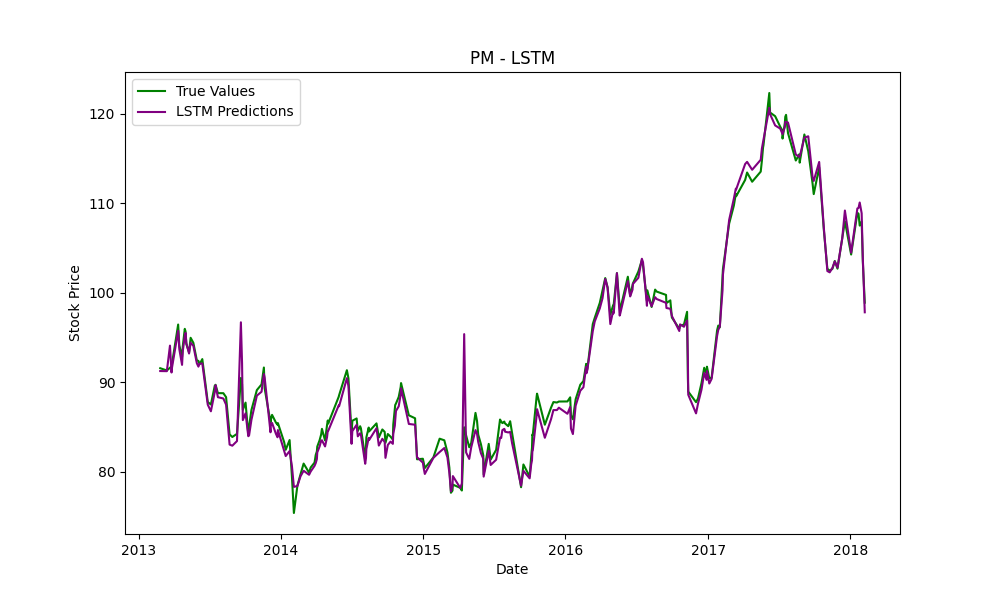 PM - LSTM
True Values
LSTM Predictions
120
110
100
90
80
Stock Price
2013
2014
2015
2016
2017
2018
Date